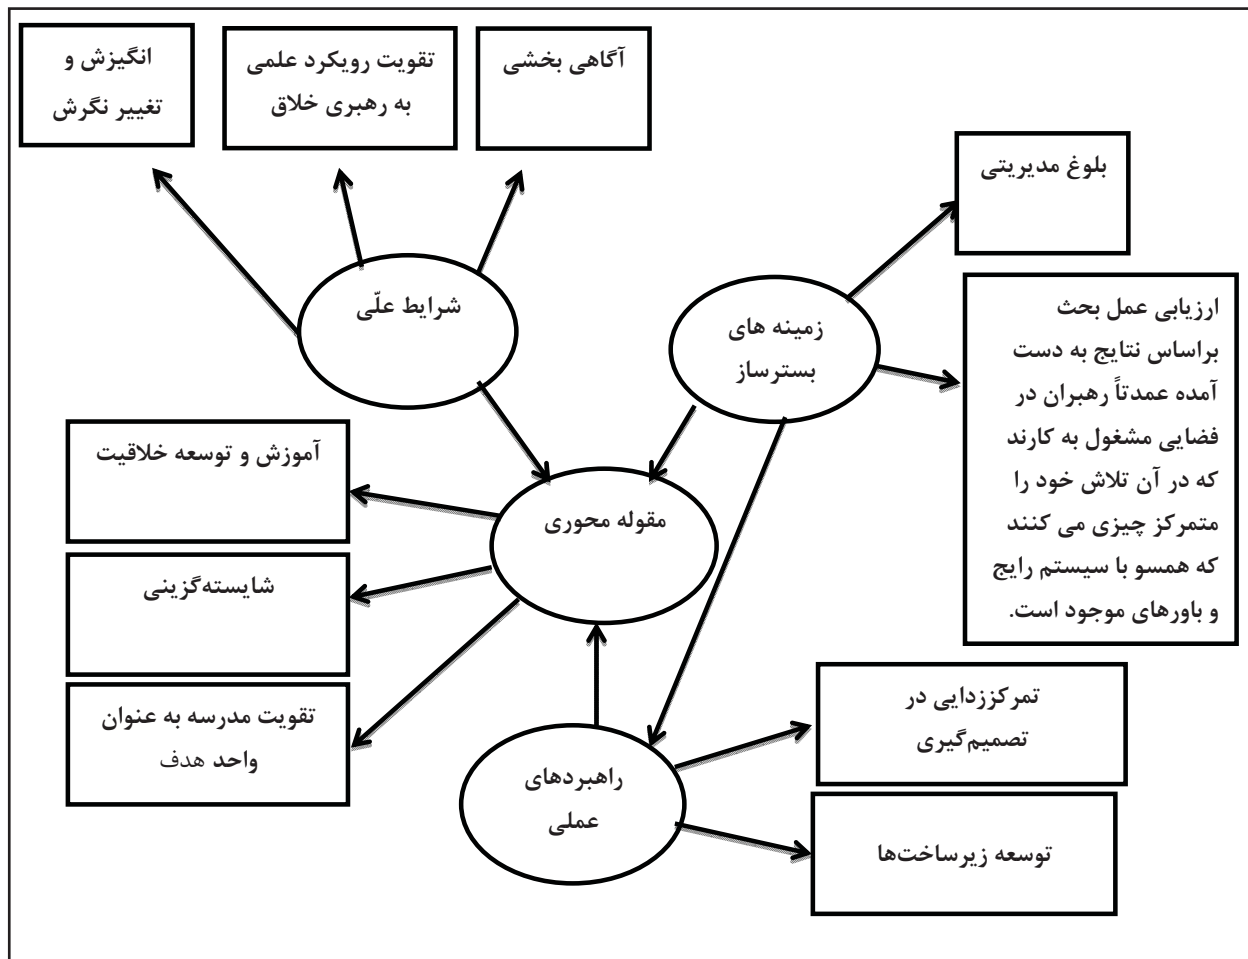 آگاهی بخشی
تقویت رویکرد علمی
به رهبری خلاق
انگیزش و
تغییر نگرش
بلوغ مدیریتی
شرایط علّی
زمینه های
بسترساز
ارزیابی عمل بحث
براساس نتایج به دست
آمده عمدتاً رهبران در
فضایی مشغول به کارند
که در آن تلاش خود را
متمرکز چیزی می کنند
که همسو با سیستم رایج
و باورهای موجود است.
مقوله محوری
آموزش و توسعه خلاقیت
شایسته‌گزینی
تقویت مدرسه به عنوان
واحد هدف
تمرکززدایی در
تصمیم‌گیری
راهبردهای
عملی
توسعه زیرساخت‌ها